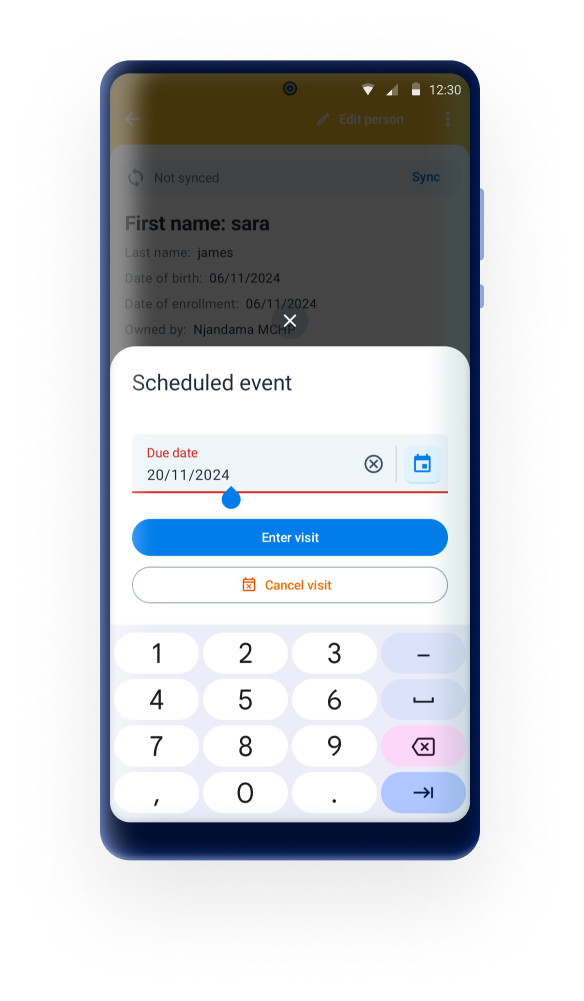 12:30
Edit person
Not synced Sync
First name: sara
Last name: james
Date of birth: 06/11/2024
Date of enrollment: 06/11/2024
Owned by: Njandama MCHP
Scheduled event
Due date
20/11/2024
Enter visit
Cancel visit
1 2 3 –
4 5 6
7 8 9
, 0 .